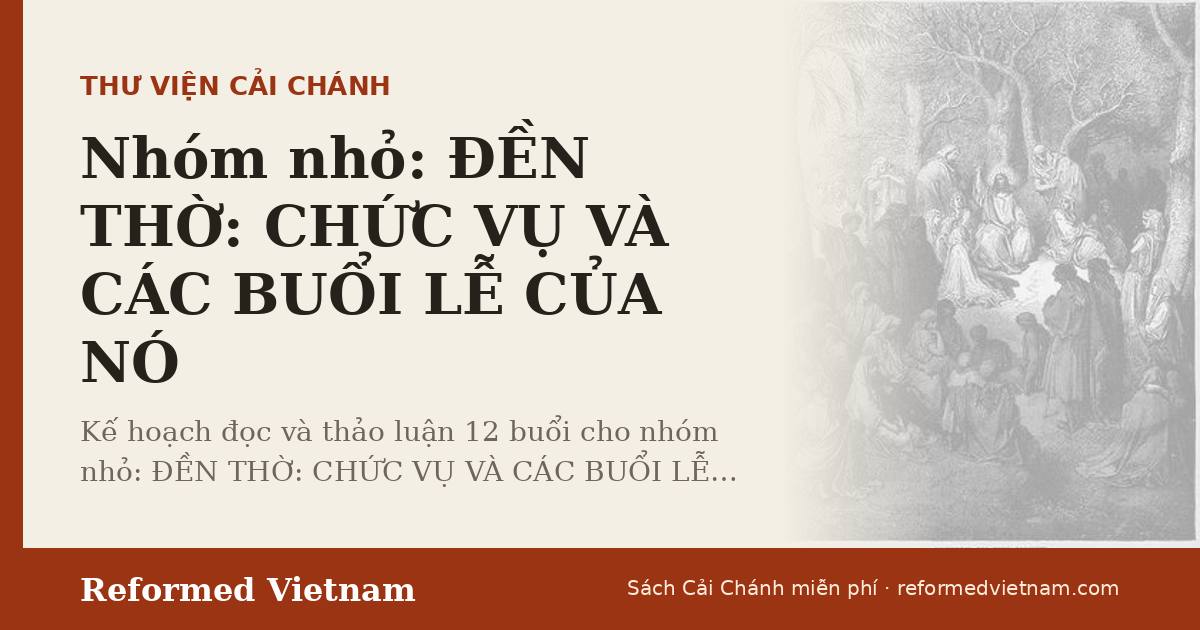 THƯ VIỆN CẢI CHÁNH
Nhóm nhỏ: ĐỀN
THỜ: CHỨC VỤ VÀ
CÁC BUỔI LỄ CỦA
NÓ
Kế hoạch đọc và thảo luận 12 buổi cho nhóm
nhỏ: ĐỀN THỜ: CHỨC VỤ VÀ CÁC BUỔI LỄ...
Reformed Vietnam
Sách Cải Chánh miễn phí · reformedvietnam.com